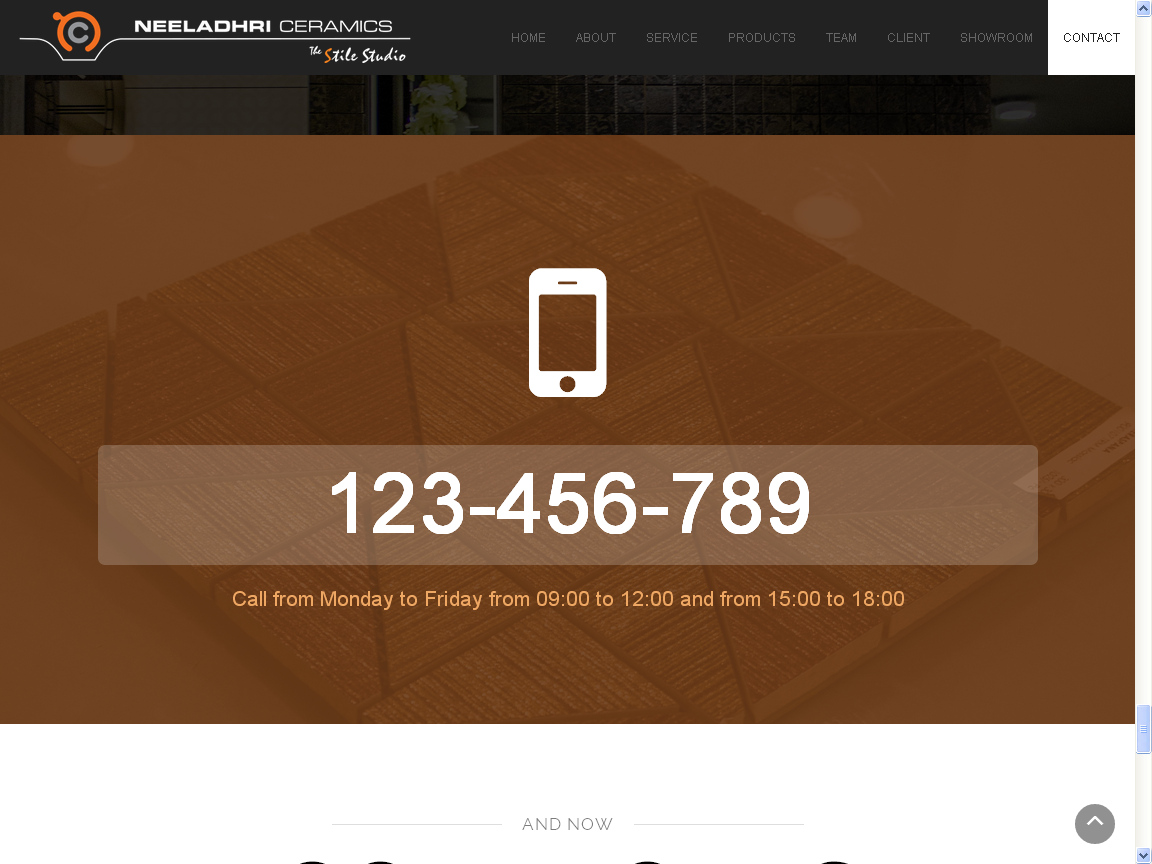 NEELADHRI CERAMICS
The Stile Studio
HOME ABOUT SERVICE PRODUCTS TEAM CLIENT SHOWROOM CONTACT
123-456-789
Call from Monday to Friday from 09:00 to 12:00 and from 15:00 to 18:00
AND NOW